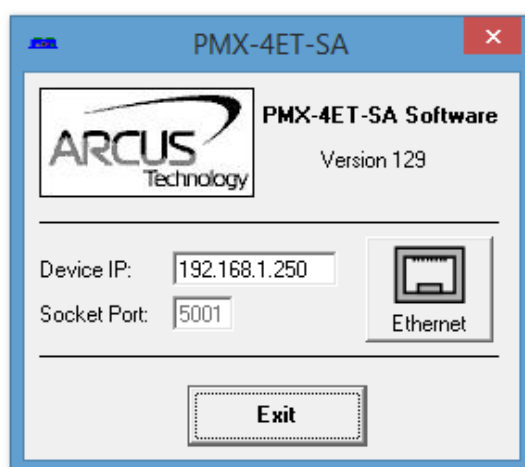 PMX-4ET-SA
ARCUS
Technology
PMX-4ET-SA Software
Version 129
Device IP: 192.168.1.250
Socket Port: 5001
Ethernet
Exit